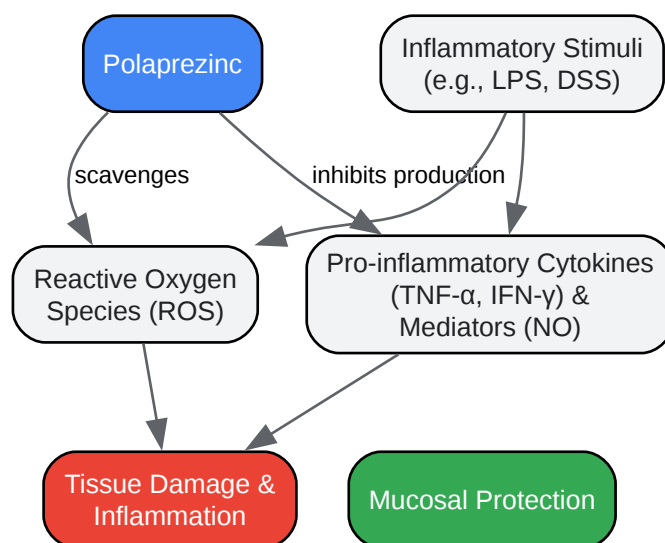 Polaprezinc
Inflammatory Stimuli
(e.g., LPS, DSS)
scavenges
inhibits production
Reactive Oxygen
Species (ROS)
Pro-inflammatory Cytokines
(TNF-α, IFN-γ) &
Mediators (NO)
Tissue Damage &
Inflammation
Mucosal Protection